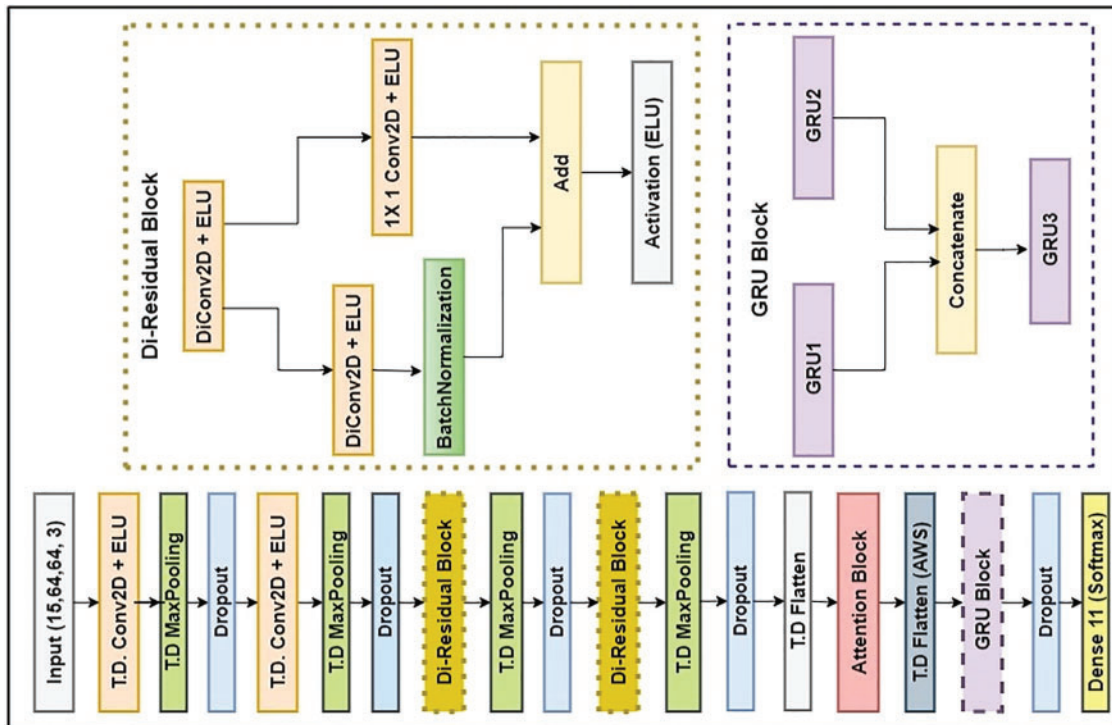 Di-Residual Block
DiConv2D + ELU
1X 1 Conv2D + ELU
DiConv2D + ELU
BatchNormalization
Add
Activation (ELU)
GRU Block
GRU1
GRU2
Concatenate
GRU3
Input (15,64,64, 3)
T.D. Conv2D + ELU
T.D MaxPooling
Dropout
T.D. Conv2D + ELU
T.D MaxPooling
Dropout
Di-Residual Block
T.D MaxPooling
Dropout
Di-Residual Block
T.D MaxPooling
Dropout
T.D Flatten
Attention Block
T.D Flatten (AWS)
GRU Block
Dropout
Dense 11 (Softmax)